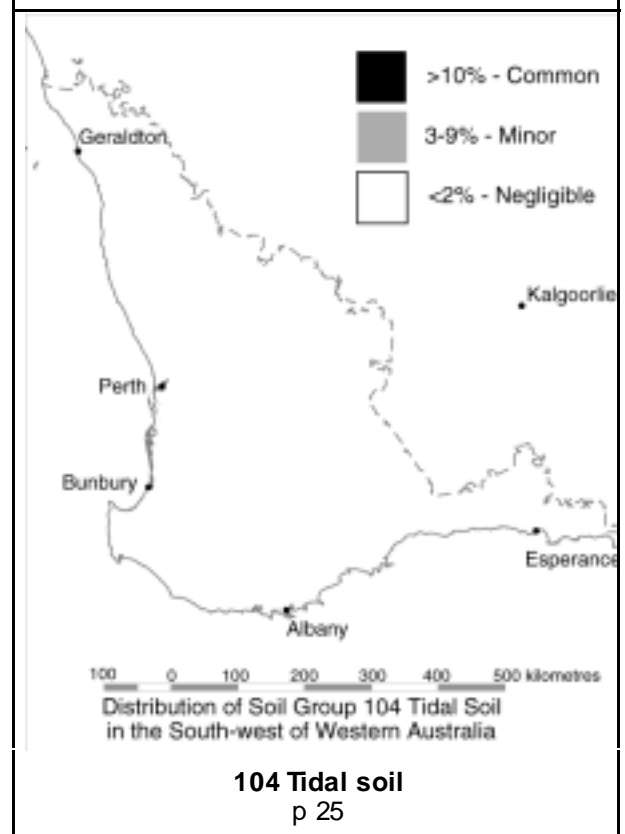 >10% - Common
Geraldton
3-9% - Minor
<2% - Negligible
Kalgoorlie
Perth
Bunbury
Esperance
Albany
100 0 100 200 300 400 500 kilometres
Distribution of Soil Group 104 Tidal Soil
in the South-west of Western Australia
104 Tidal soil
p 25